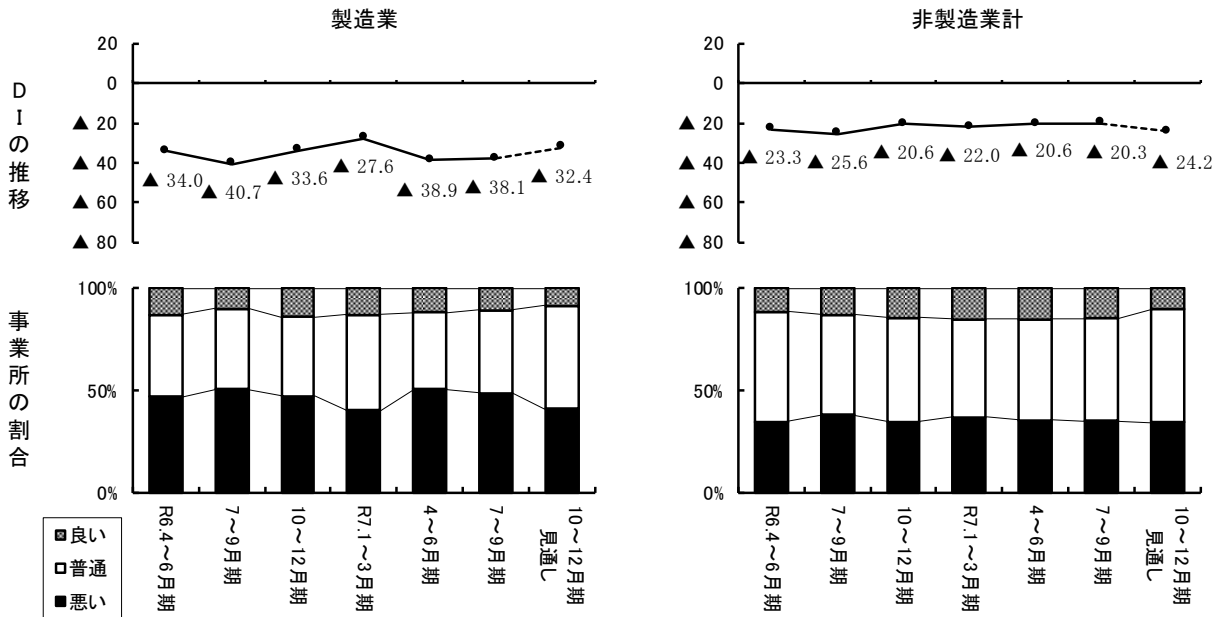 製造業
DIの推移
20
0
▲ 20
▲ 40
▲ 60
▲ 80
▲ 34.0
▲ 40.7
▲ 33.6
▲ 27.6
▲ 38.9
▲ 38.1
▲ 32.4
非製造業計
20
0
▲ 20
▲ 40
▲ 60
▲ 80
▲ 23.3
▲ 25.6
▲ 20.6
▲ 22.0
▲ 20.6
▲ 20.3
▲ 24.2
事業所の割合
100%
50%
0%
R6.4～6月期
7～9月期
10～12月期
R7.1～3月期
4～6月期
7～9月期
10～12月期
見通し
100%
50%
0%
R6.4～6月期
7～9月期
10～12月期
R7.1～3月期
4～6月期
7～9月期
10～12月期
見通し
良い
普通
悪い